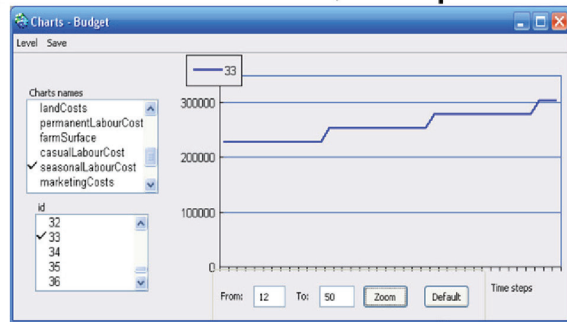 Charts - Budget
Level Save
33
Charts names
landCosts
permanentLabourCost
farmSurface
casualLabourCost
seasonalLabourCost
marketingCosts
id
32
33
34
35
36
300000
200000
100000
0
From: 12 To: 50 Zoom Default
Time steps